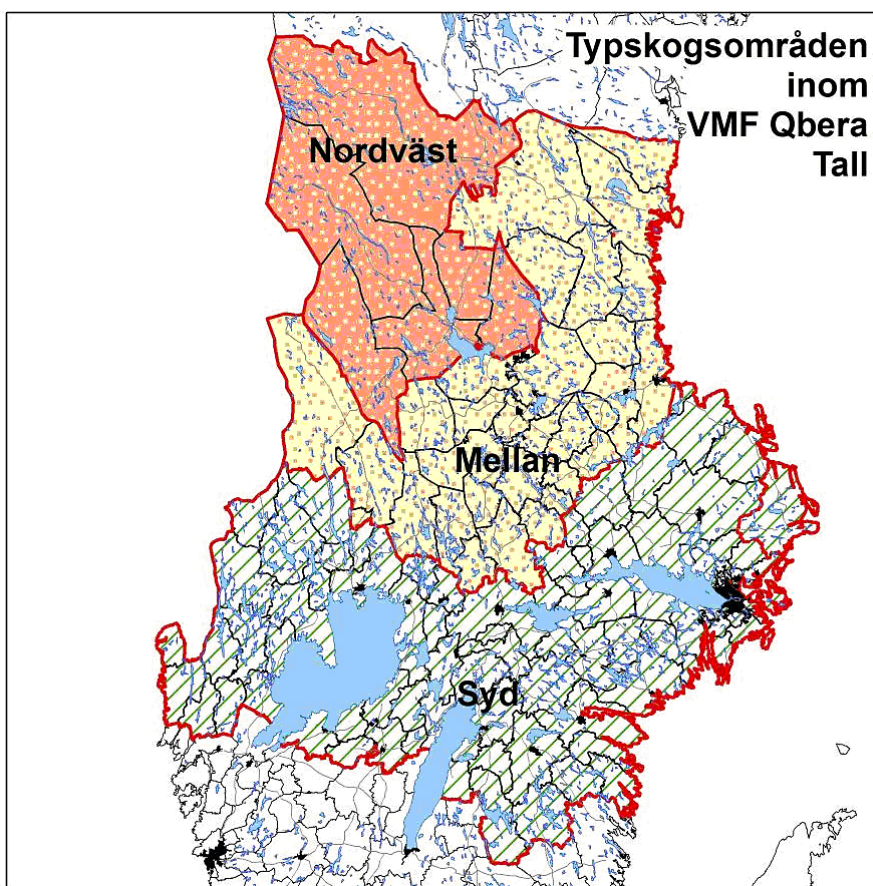 Typskogsområden
inom
VMF Qbera
Tall
Nordväst
Mellan
Syd